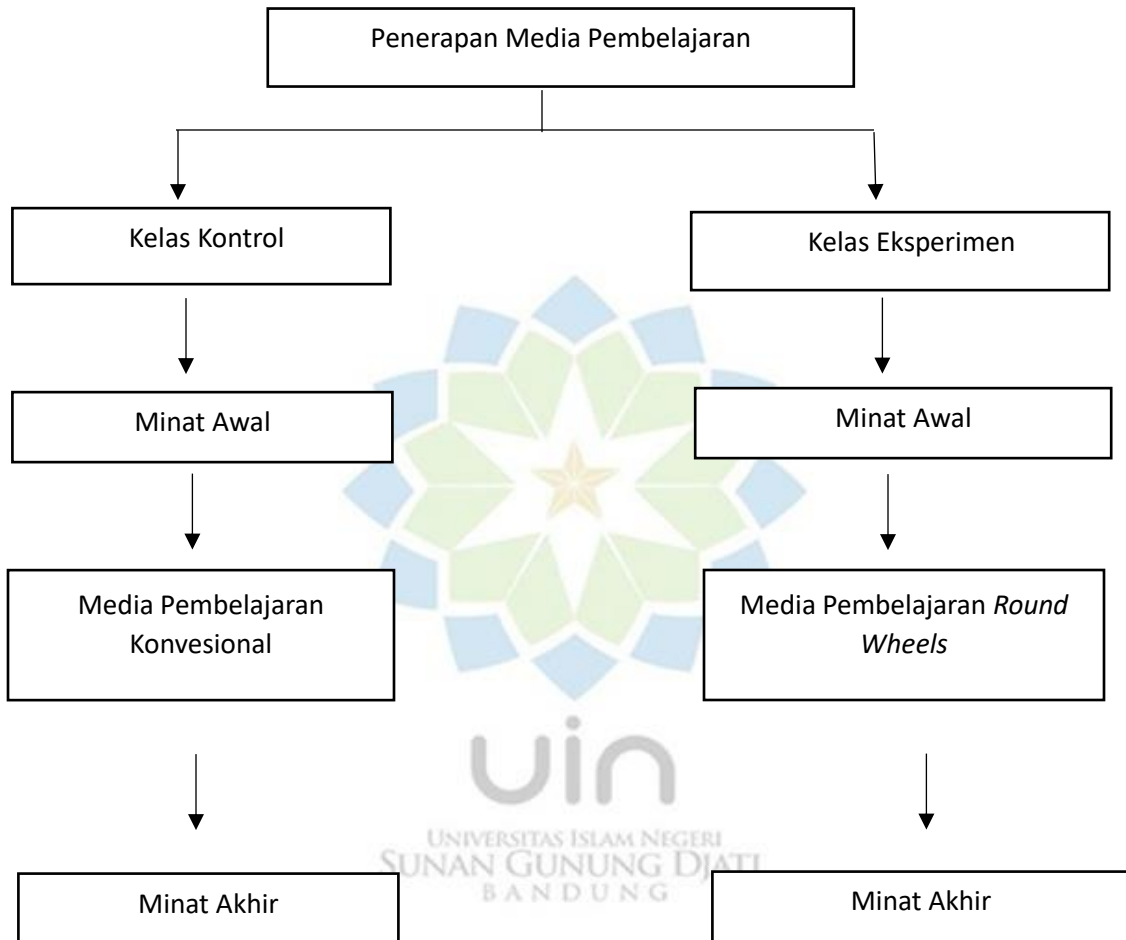 Penerapan Media Pembelajaran
Kelas Kontrol
Kelas Eksperimen
Minat Awal
Minat Awal
Media Pembelajaran
Konvesional
Media Pembelajaran Round
Wheels
uin
UNIVERSITAS ISLAM NEGERI
SUNAN GUNUNG DJATI
BANDUNG
Minat Akhir
Minat Akhir